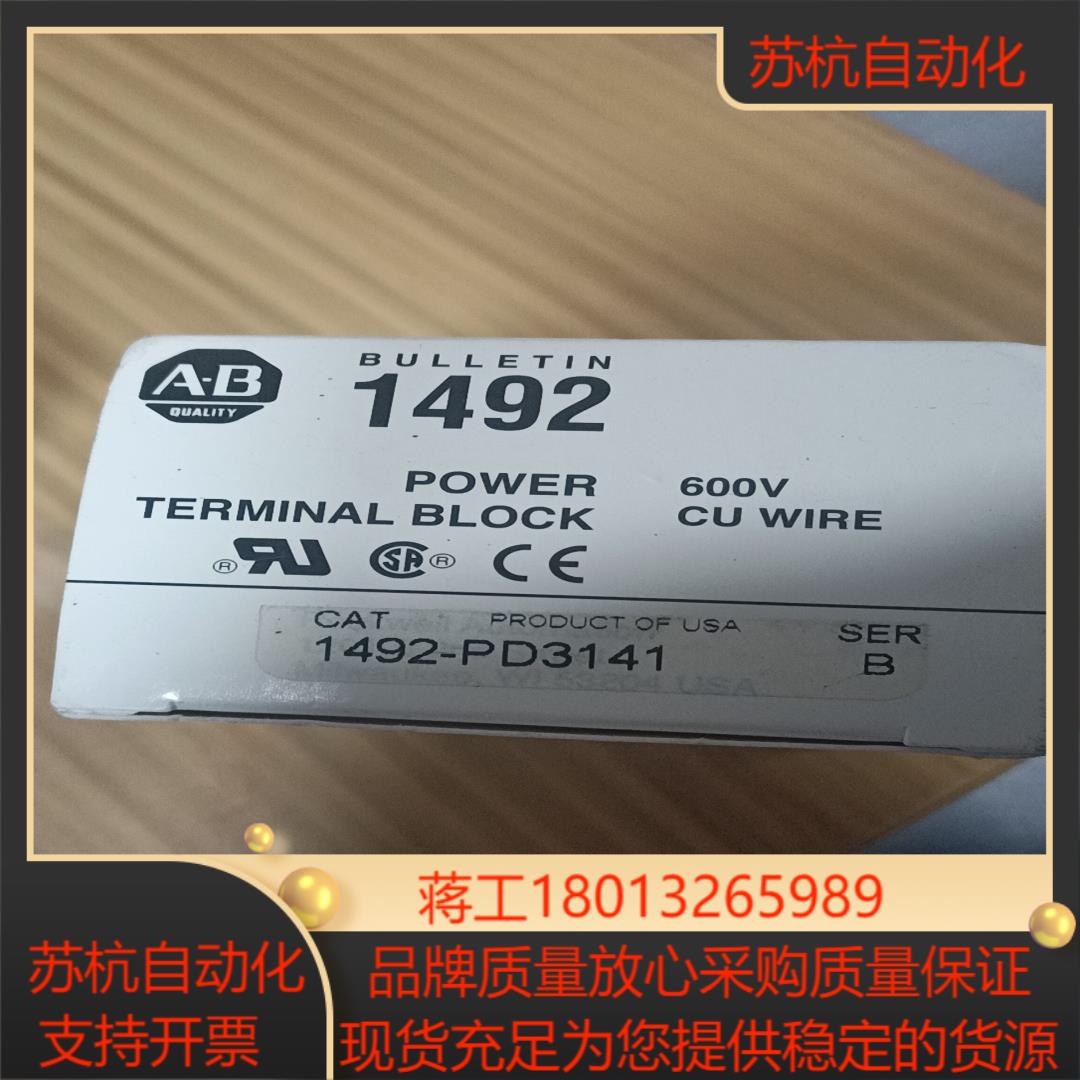 苏杭自动化
A-B
QUALITY
BULLETIN
1492
POWER
TERMINAL BLOCK
600V
CU WIRE
CE
CAT
PRODUCT OF USA
1492-PD3141
SER
B
蒋工18013265989
苏杭自动化
支持开票
品牌质量放心采购质量保证
现货充足为您提供稳定的货源